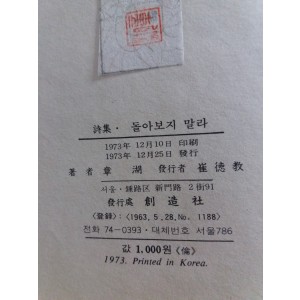 詩集· 돌아보지 말라
1973年 12月10日 印刷
1973年 12月25日 發行
著者 章 湖 發行者 崔德教
서울·鍾路区 新門路 2街91
發行處 創造社
<登錄>:<1963, 5.28, No. 1188>
전화 74-0393·대체번호 서울786
값 1,000원<倫>
1973. Printed in Korea.